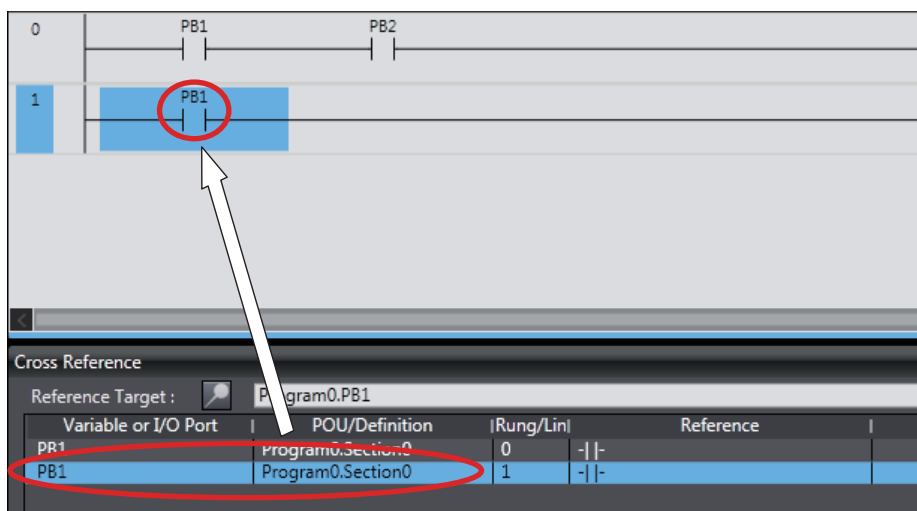 0 PB1 PB2
1 PB1
Cross Reference
Reference Target : Program0.PB1
Variable or I/O Port POU/Definition Rung/Lin Reference
PB1 Program0.Section0 0 -| |-
PB1 Program0.Section0 1 -| |-